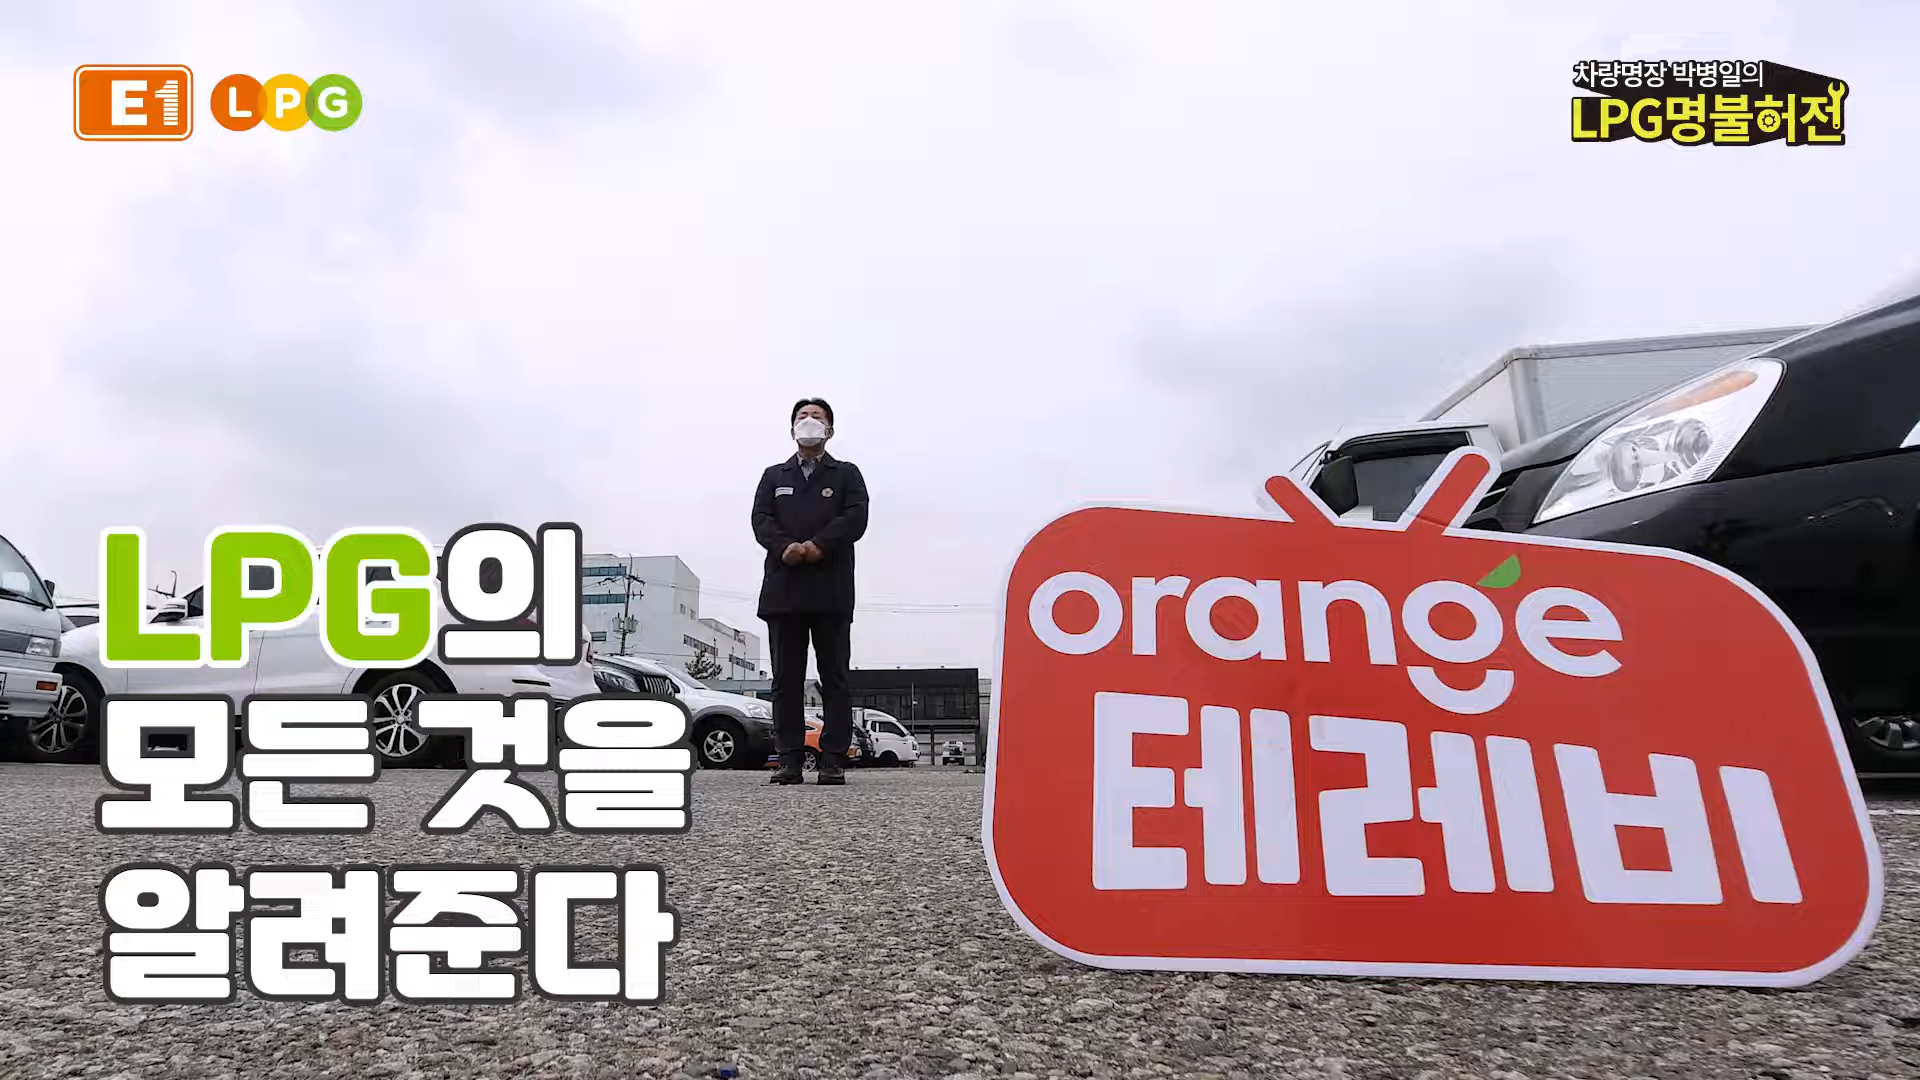 E1 LPG
차량명장 박병일의
LPG명불허전
LPG의
모든 것을
알려준다
orange
테레비